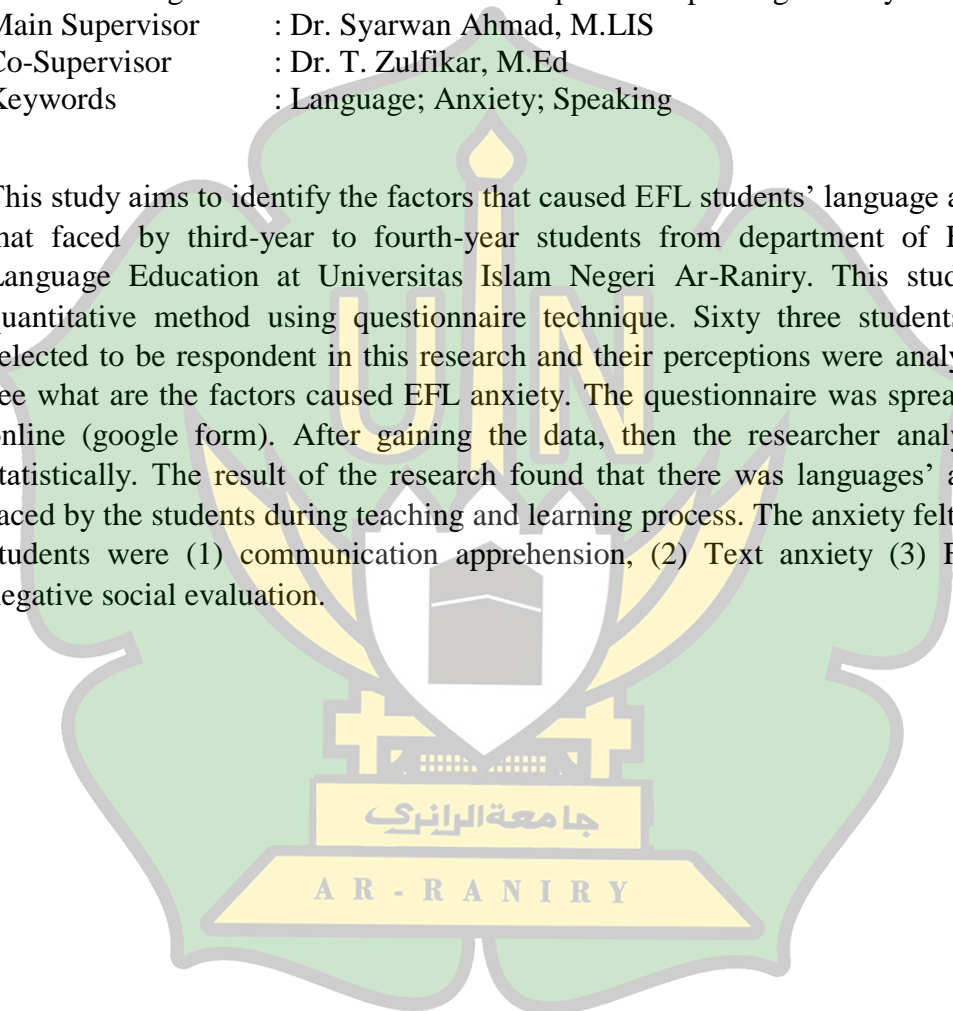 Main Supervisor : Dr. Syarwan Ahmad, M.LIS
Co-Supervisor : Dr. T. Zulfikar, M.Ed
Keywords : Language; Anxiety; Speaking
This study aims to identify the factors that caused EFL students' language a
that faced by third-year to fourth-year students from department of E
Language Education at Universitas Islam Negeri Ar-Raniry. This stud
quantitative method using questionnaire technique. Sixty three students
selected to be respondent in this research and their perceptions were analy
see what are the factors caused EFL anxiety. The questionnaire was sprea
online (google form). After gaining the data, then the researcher analy
statistically. The result of the research found that there was languages' a
faced by the students during teaching and learning process. The anxiety felt
students were (1) communication apprehension, (2) Text anxiety (3) F
negative social evaluation.
UIN
جامعة الرانري
AR-RANIRY